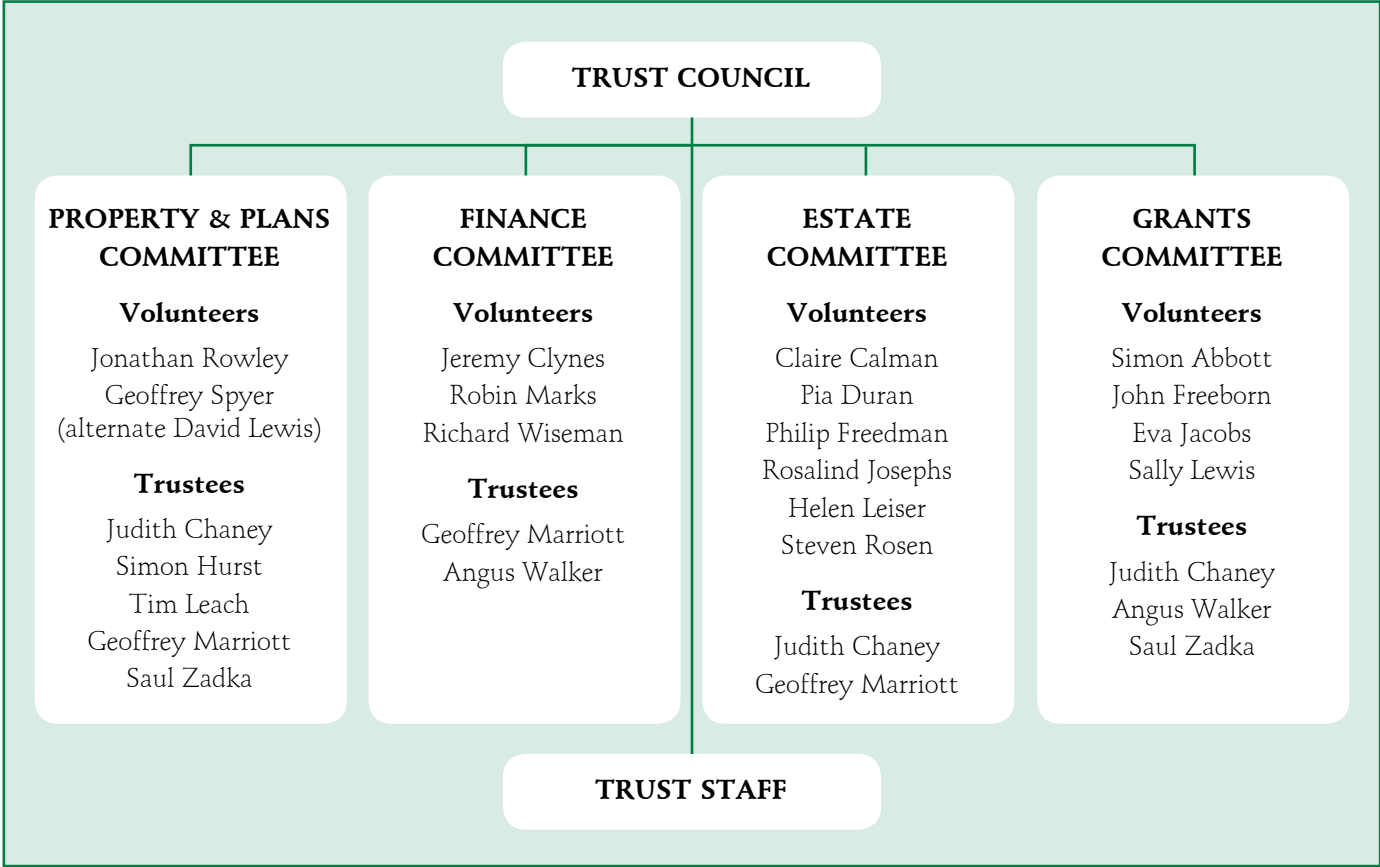 TRUST COUNCIL
PROPERTY & PLANS
COMMITTEE
Volunteers
Jonathan Rowley
Geoffrey Spyer
(alternate David Lewis)
Trustees
Judith Chaney
Simon Hurst
Tim Leach
Geoffrey Marriott
Saul Zadka
FINANCE
COMMITTEE
Volunteers
Jeremy Clynes
Robin Marks
Richard Wiseman
Trustees
Geoffrey Marriott
Angus Walker
ESTATE
COMMITTEE
Volunteers
Claire Calman
Pia Duran
Philip Freedman
Rosalind Josephs
Helen Leiser
Steven Rosen
Trustees
Judith Chaney
Geoffrey Marriott
GRANTS
COMMITTEE
Volunteers
Simon Abbott
John Freeborn
Eva Jacobs
Sally Lewis
Trustees
Judith Chaney
Angus Walker
Saul Zadka
TRUST STAFF